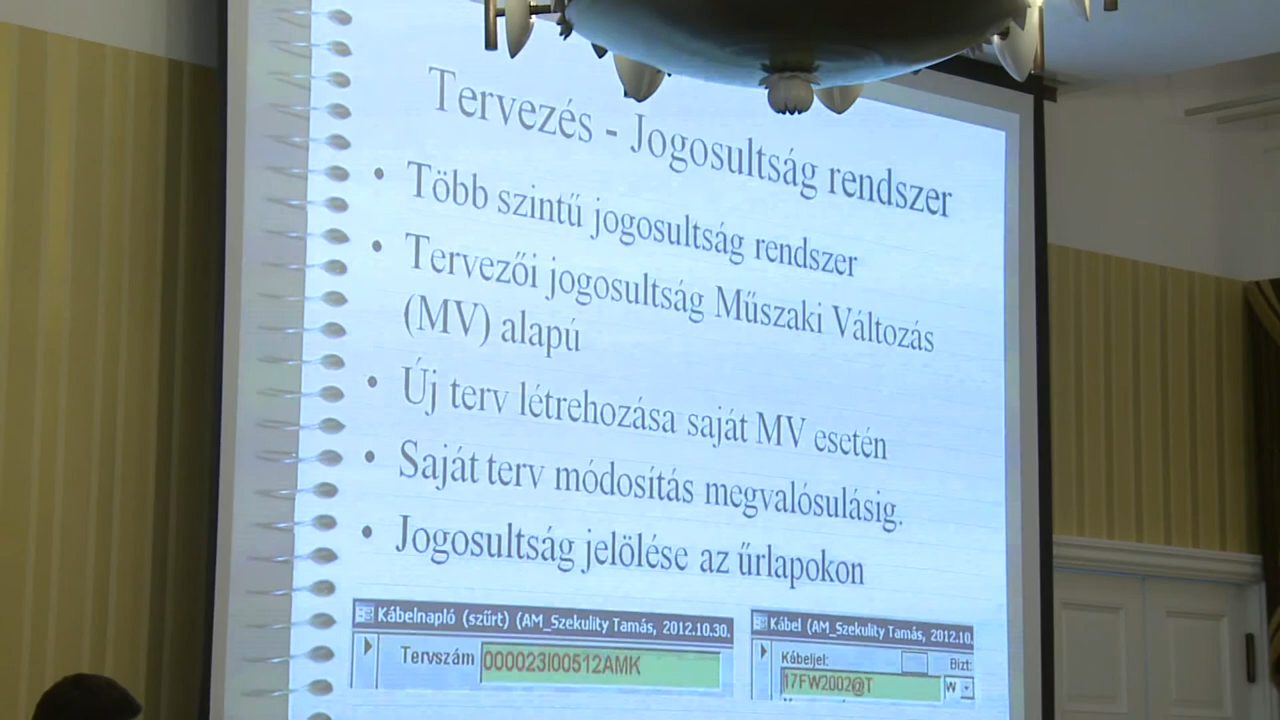 Tervezés - Jogosultság rendszer
• Több szintű jogosultság rendszer
• Tervezői jogosultság Műszaki Változás
(MV) alapú
• Új terv létrehozása saját MV esetén
• Saját terv módosítás megvalósulásig.
• Jogosultság jelölése az űrlapokon
Kábelnapló (szűrt) (AM_Szekulity Tamás, 2012.10.30.
Tervszám 000023I00512AMK
Kábel (AM_Szekulity Tamás, 2012.10.
Kábeljel: Bizt:
17FW2002@T W